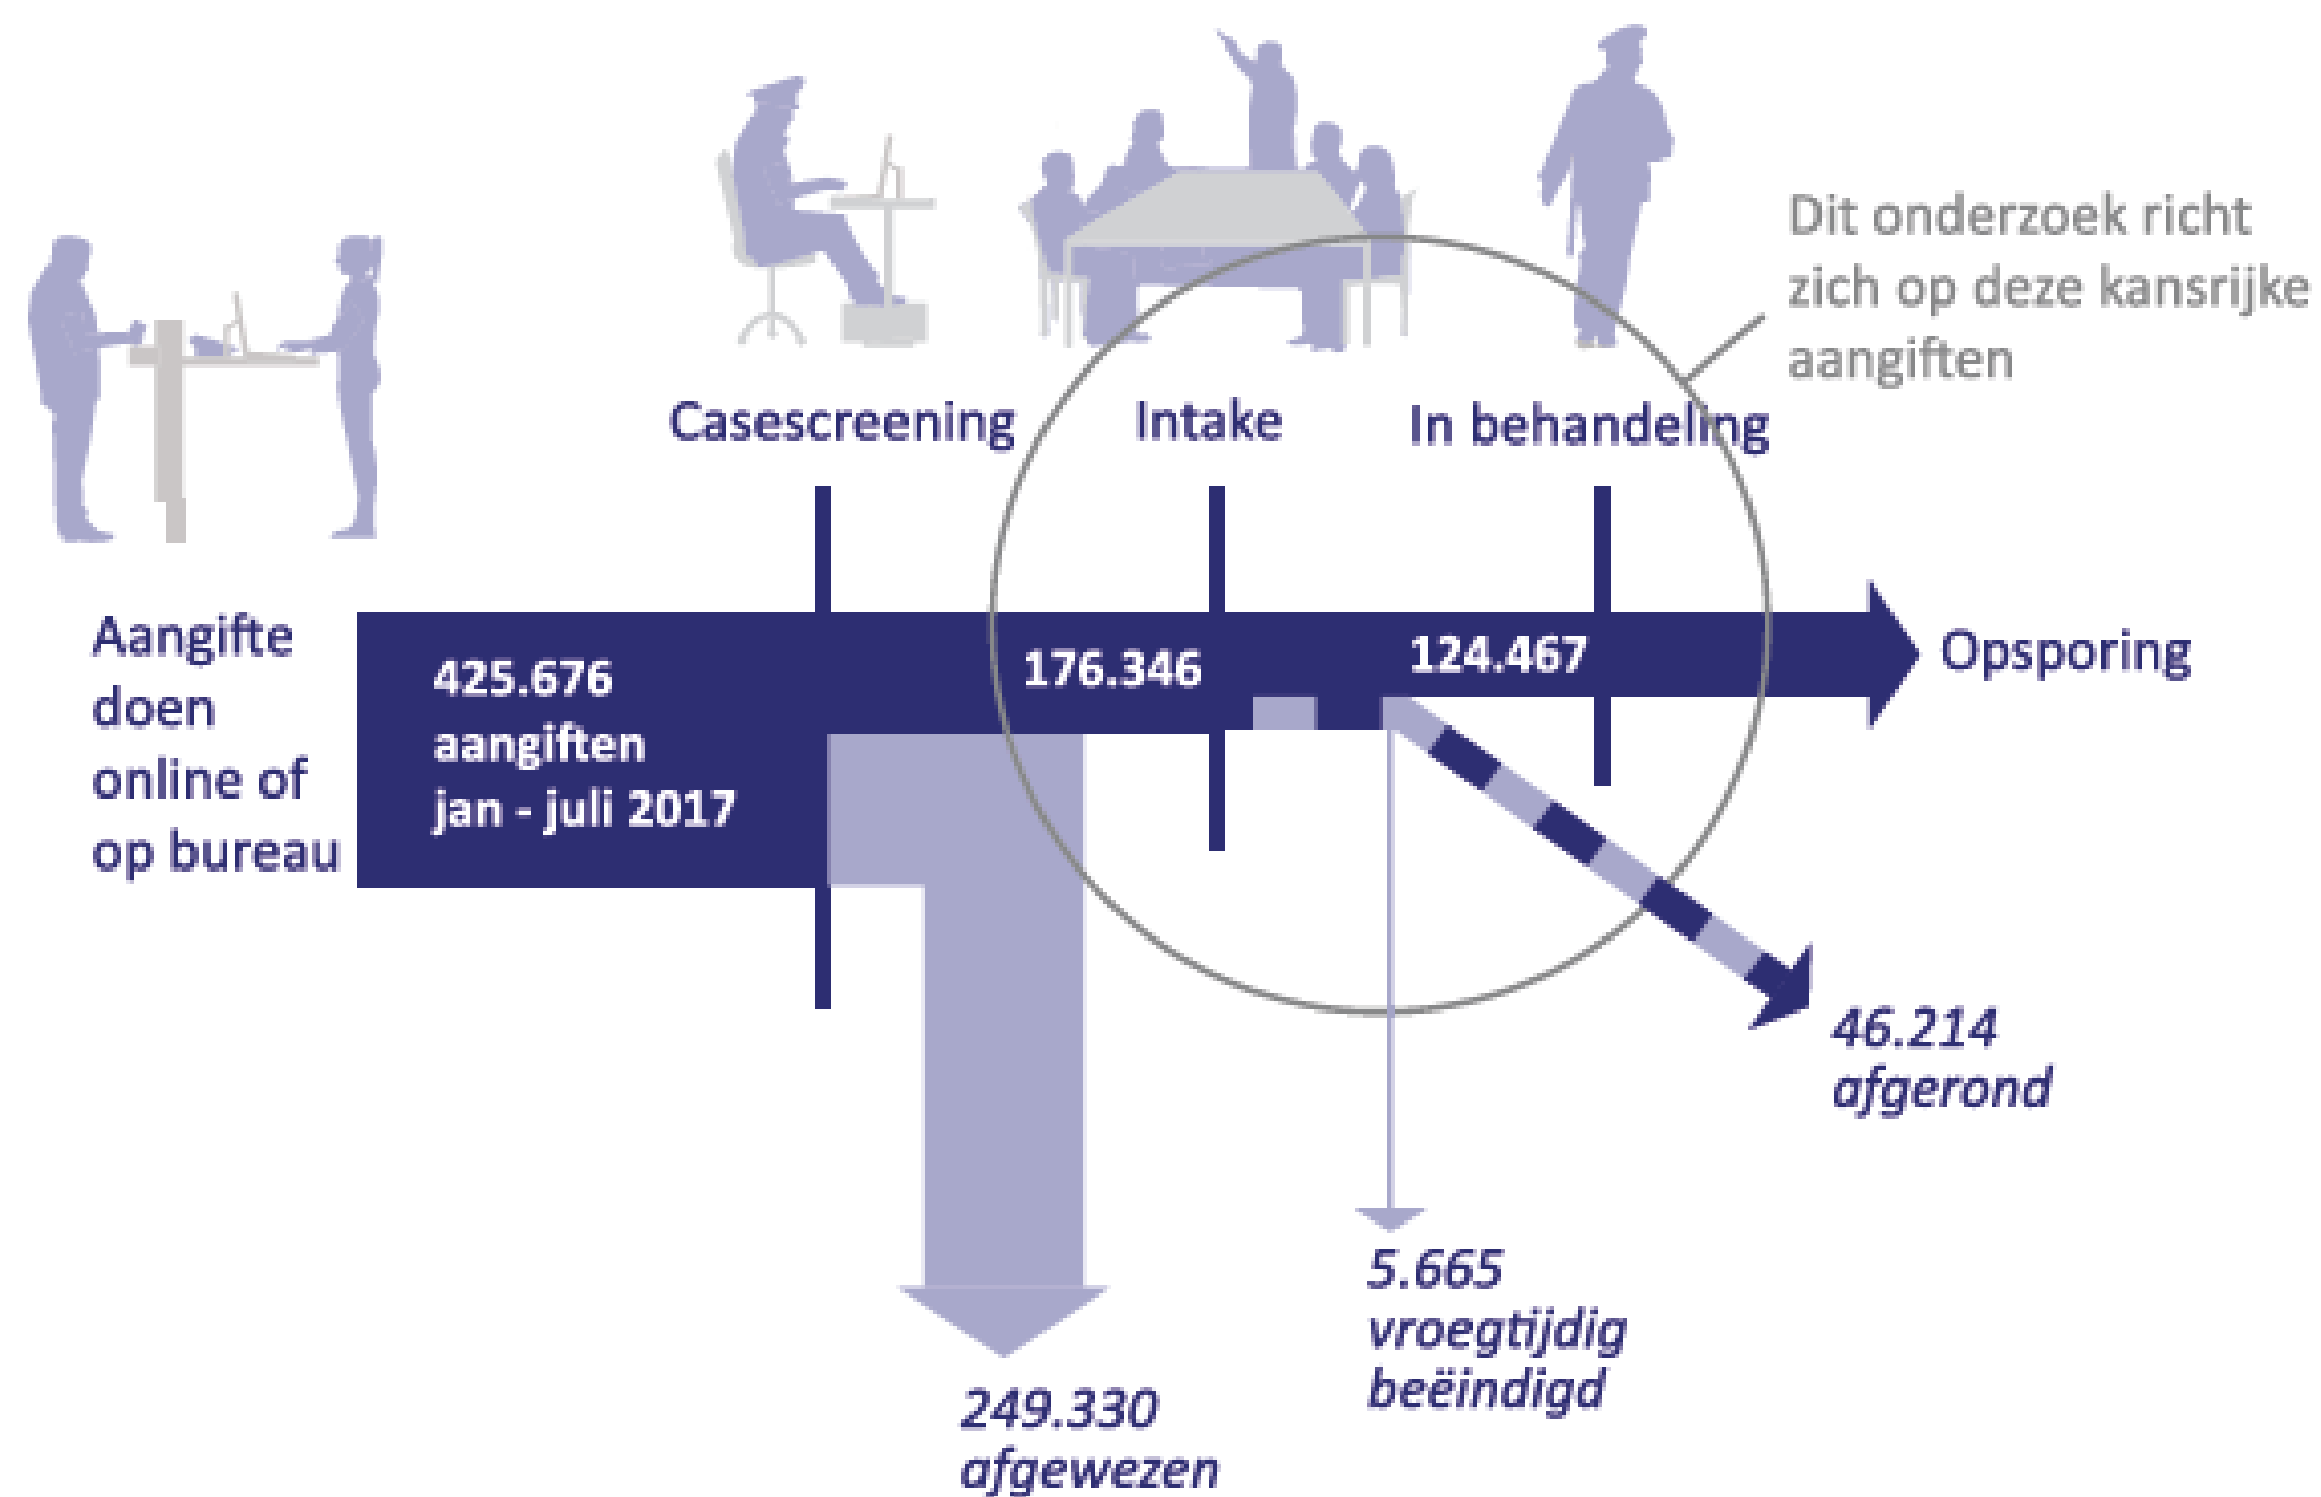 Dit onderzoek richt
zich op deze kansrijke
aangiften
Casescreening
Intake
In behandeling
Aangifte
doen
online of
op bureau
425.676
aangiften
jan - juli 2017
176.346
124.467
Opsporing
46.214
afgerond
5.665
vroegtijdig
beëindigd
249.330
afgewezen